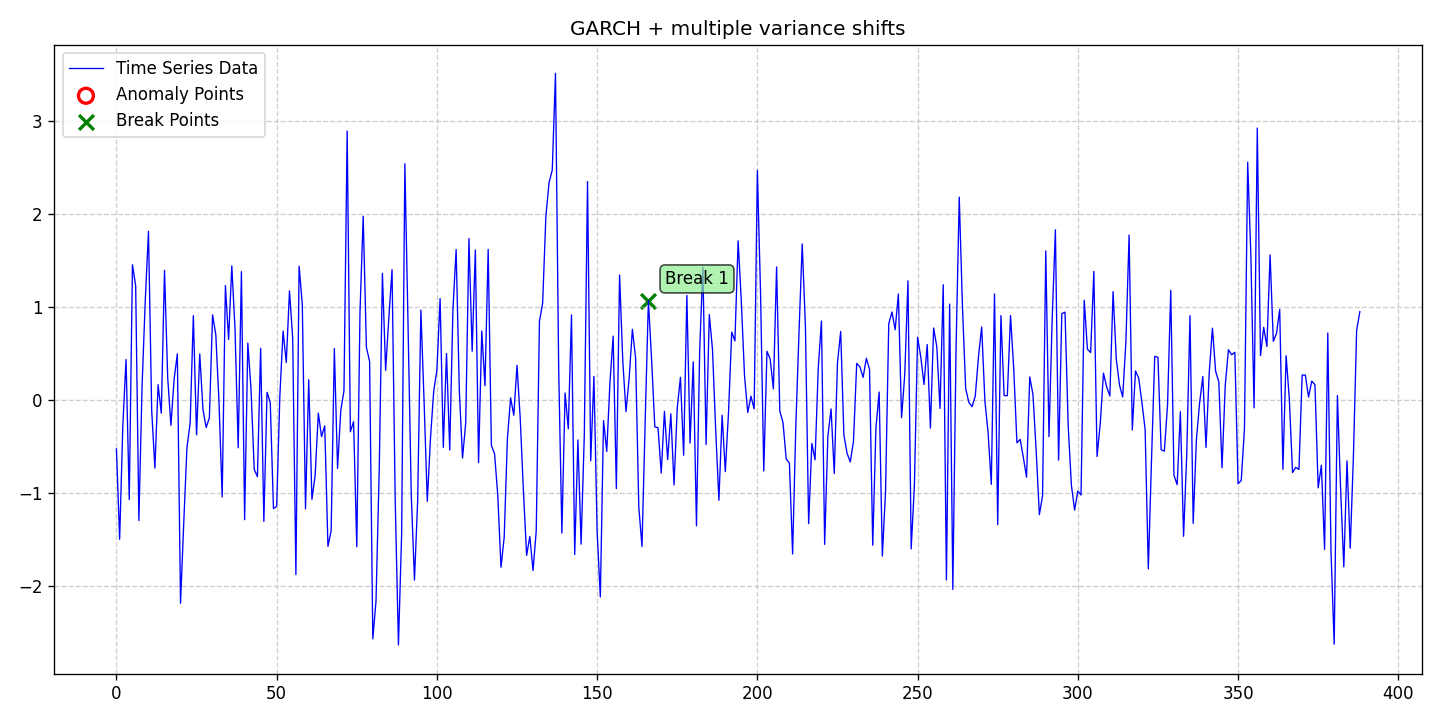 GARCH + multiple variance shifts
Time Series Data
Anomaly Points
Break Points
Break 1
3
2
1
0
−1
−2
0 50 100 150 200 250 300 350 400